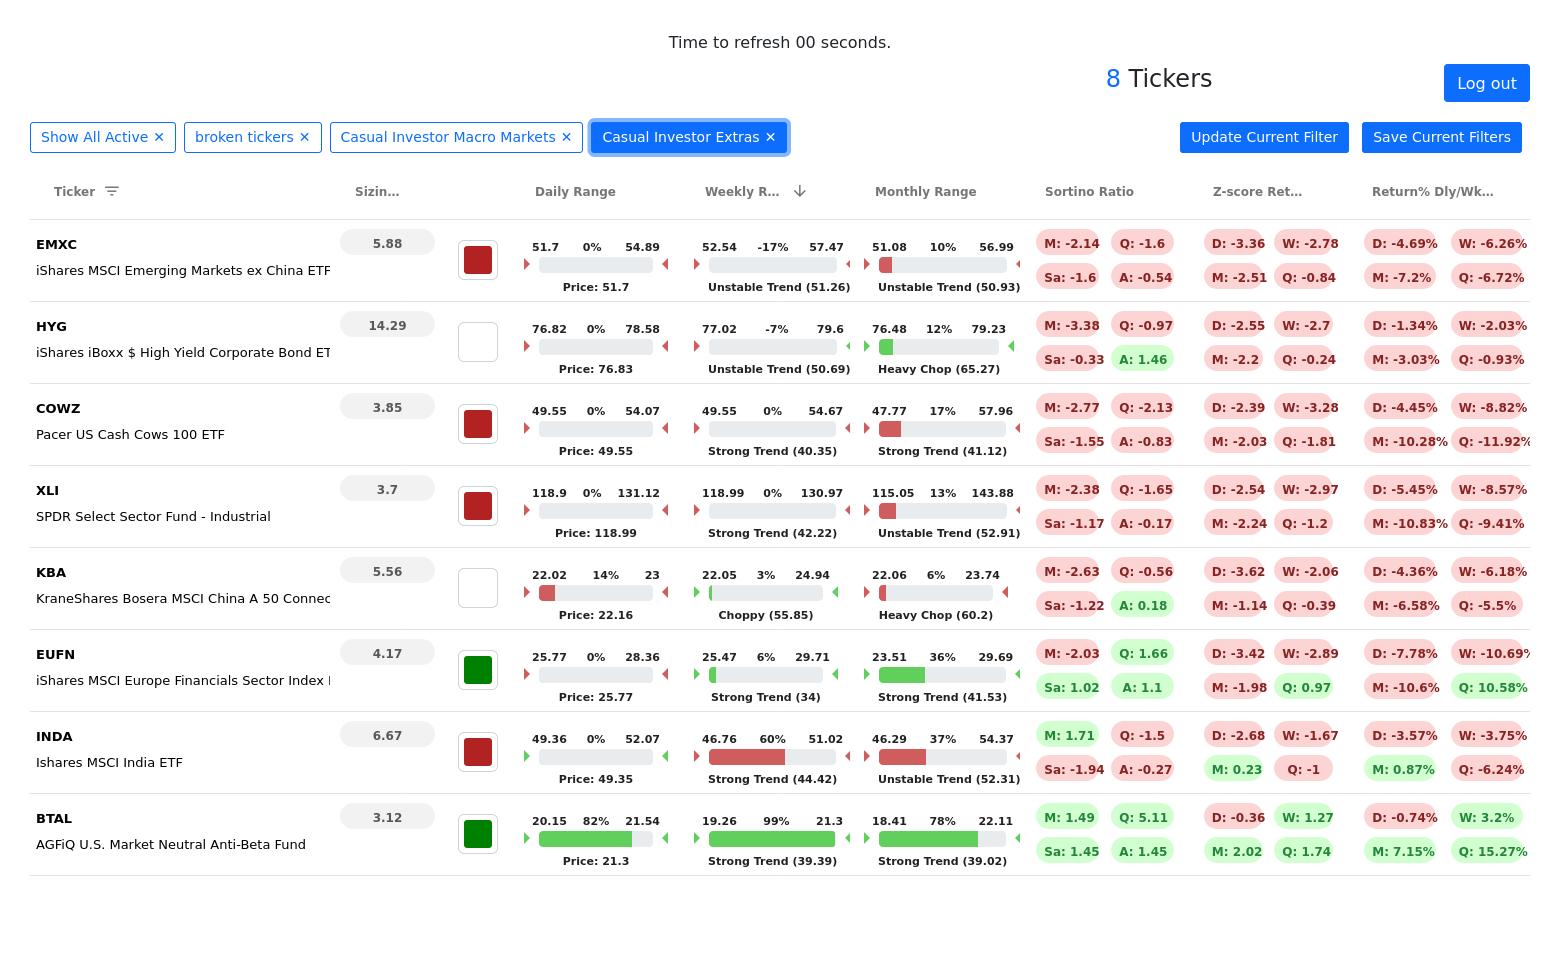 Time to refresh 00 seconds.
8 Tickers
Log out
Show All Active ✕ broken tickers ✕ Casual Investor Macro Markets ✕ Casual Investor Extras ✕ Update Current Filter Save Current Filters
Ticker Sizin... Daily Range Weekly R... Monthly Range Sortino Ratio Z-score Ret... Return% Dly/Wk...
EMXC 5.88 51.7 0% 54.89 52.54 -17% 57.47 51.08 10% 56.99 M: -2.14 Q: -1.6 D: -3.36 W: -2.78 D: -4.69% W: -6.26%
iShares MSCI Emerging Markets ex China ETF Price: 51.7 Unstable Trend (51.26) Unstable Trend (50.93) Sa: -1.6 A: -0.54 M: -2.51 Q: -0.84 M: -7.2% Q: -6.72%
HYG 14.29 76.82 0% 78.58 77.02 -7% 79.6 76.48 12% 79.23 M: -3.38 Q: -0.97 D: -2.55 W: -2.7 D: -1.34% W: -2.03%
iShares iBoxx $ High Yield Corporate Bond ET Price: 76.83 Unstable Trend (50.69) Heavy Chop (65.27) Sa: -0.33 A: 1.46 M: -2.2 Q: -0.24 M: -3.03% Q: -0.93%
COWZ 3.85 49.55 0% 54.07 49.55 0% 54.67 47.77 17% 57.96 M: -2.77 Q: -2.13 D: -2.39 W: -3.28 D: -4.45% W: -8.82%
Pacer US Cash Cows 100 ETF Price: 49.55 Strong Trend (40.35) Strong Trend (41.12) Sa: -1.55 A: -0.83 M: -2.03 Q: -1.81 M: -10.28% Q: -11.92%
XLI 3.7 118.9 0% 131.12 118.99 0% 130.97 115.05 13% 143.88 M: -2.38 Q: -1.65 D: -2.54 W: -2.97 D: -5.45% W: -8.57%
SPDR Select Sector Fund - Industrial Price: 118.99 Strong Trend (42.22) Unstable Trend (52.91) Sa: -1.17 A: -0.17 M: -2.24 Q: -1.2 M: -10.83% Q: -9.41%
KBA 5.56 22.02 14% 23 22.05 3% 24.94 22.06 6% 23.74 M: -2.63 Q: -0.56 D: -3.62 W: -2.06 D: -4.36% W: -6.18%
KraneShares Bosera MSCI China A 50 Connec Price: 22.16 Choppy (55.85) Heavy Chop (60.2) Sa: -1.22 A: 0.18 M: -1.14 Q: -0.39 M: -6.58% Q: -5.5%
EUFN 4.17 25.77 0% 28.36 25.47 6% 29.71 23.51 36% 29.69 M: -2.03 Q: 1.66 D: -3.42 W: -2.89 D: -7.78% W: -10.69%
iShares MSCI Europe Financials Sector Index Price: 25.77 Strong Trend (34) Strong Trend (41.53) Sa: 1.02 A: 1.1 M: -1.98 Q: 0.97 M: -10.6% Q: 10.58%
INDA 6.67 49.36 0% 52.07 46.76 60% 51.02 46.29 37% 54.37 M: 1.71 Q: -1.5 D: -2.68 W: -1.67 D: -3.57% W: -3.75%
Ishares MSCI India ETF Price: 49.35 Strong Trend (44.42) Unstable Trend (52.31) Sa: -1.94 A: -0.27 M: 0.23 Q: -1 M: 0.87% Q: -6.24%
BTAL 3.12 20.15 82% 21.54 19.26 99% 21.3 18.41 78% 22.11 M: 1.49 Q: 5.11 D: -0.36 W: 1.27 D: -0.74% W: 3.2%
AGFiQ U.S. Market Neutral Anti-Beta Fund Price: 21.3 Strong Trend (39.39) Strong Trend (39.02) Sa: 1.45 A: 1.45 M: 2.02 Q: 1.74 M: 7.15% Q: 15.27%